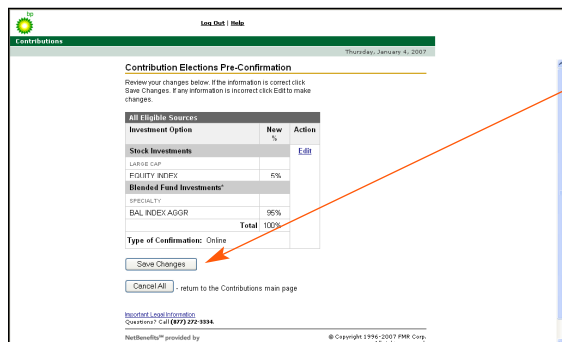 bp
Log Out | Help
Contributions
Thursday, January 4, 2007
Contribution Elections Pre-Confirmation
Review your changes below. If the information is correct click
Save Changes. If any information is incorrect click Edit to make
changes.
All Eligible Sources
Investment Option New % Action
Stock Investments Edit
LARGE CAP
EQUITY INDEX 5%
Blended Fund Investments*
SPECIALTY
BAL INDEX AGGR 95%
Total 100%
Type of Confirmation: Online
Save Changes
Cancel All - return to the Contributions main page
Important Legal Information
Questions? Call (877) 272-3334.
NetBenefits℠ provided by © Copyright 1996-2007 FMR Corp.